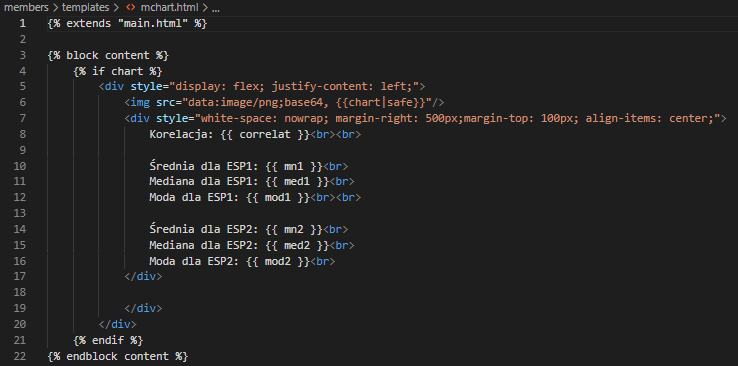 members > templates > <> mchart.html > ...
1 {% extends "main.html" %}
2
3 {% block content %}
4 {% if chart %}
5 <div style="display: flex; justify-content: left;">
6 <img src="data:image/png;base64, {{chart|safe}}"/>
7 <div style="white-space: nowrap; margin-right: 500px;margin-top: 100px; align-items: center;">
8 Korelacja: {{ correlat }}<br><br>
9
10 Średnia dla ESP1: {{ mn1 }}<br>
11 Mediana dla ESP1: {{ med1 }}<br>
12 Moda dla ESP1: {{ mod1 }}<br><br>
13
14 Średnia dla ESP2: {{ mn2 }}<br>
15 Mediana dla ESP2: {{ med2 }}<br>
16 Moda dla ESP2: {{ mod2 }}<br>
17 </div>
18
19 </div>
20 </div>
21 {% endif %}
22 {% endblock content %}